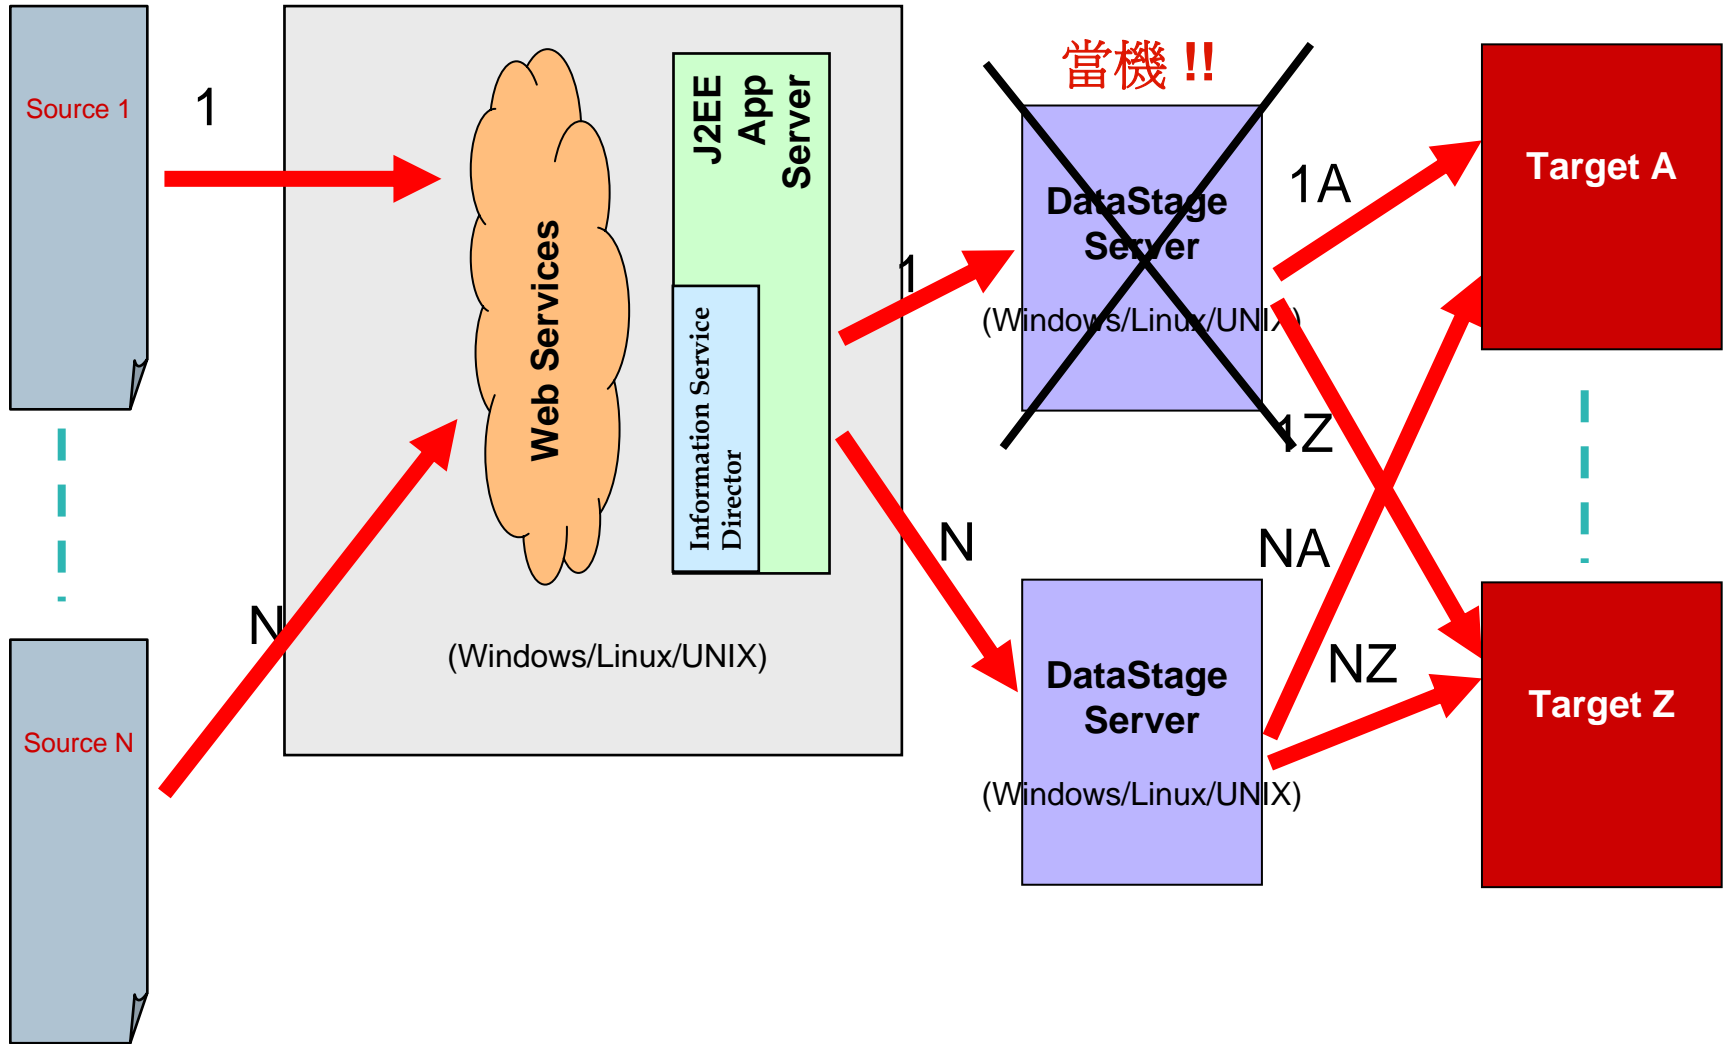 Source 1
1
Source N
N
Web Services
J2EE
App
Server
Information Service
Director
(Windows/Linux/UNIX)
1
N
當機 !!
DataStage
Server
(Windows/Linux/UNIX)
DataStage
Server
(Windows/Linux/UNIX)
1A
1Z
NA
NZ
Target A
Target Z